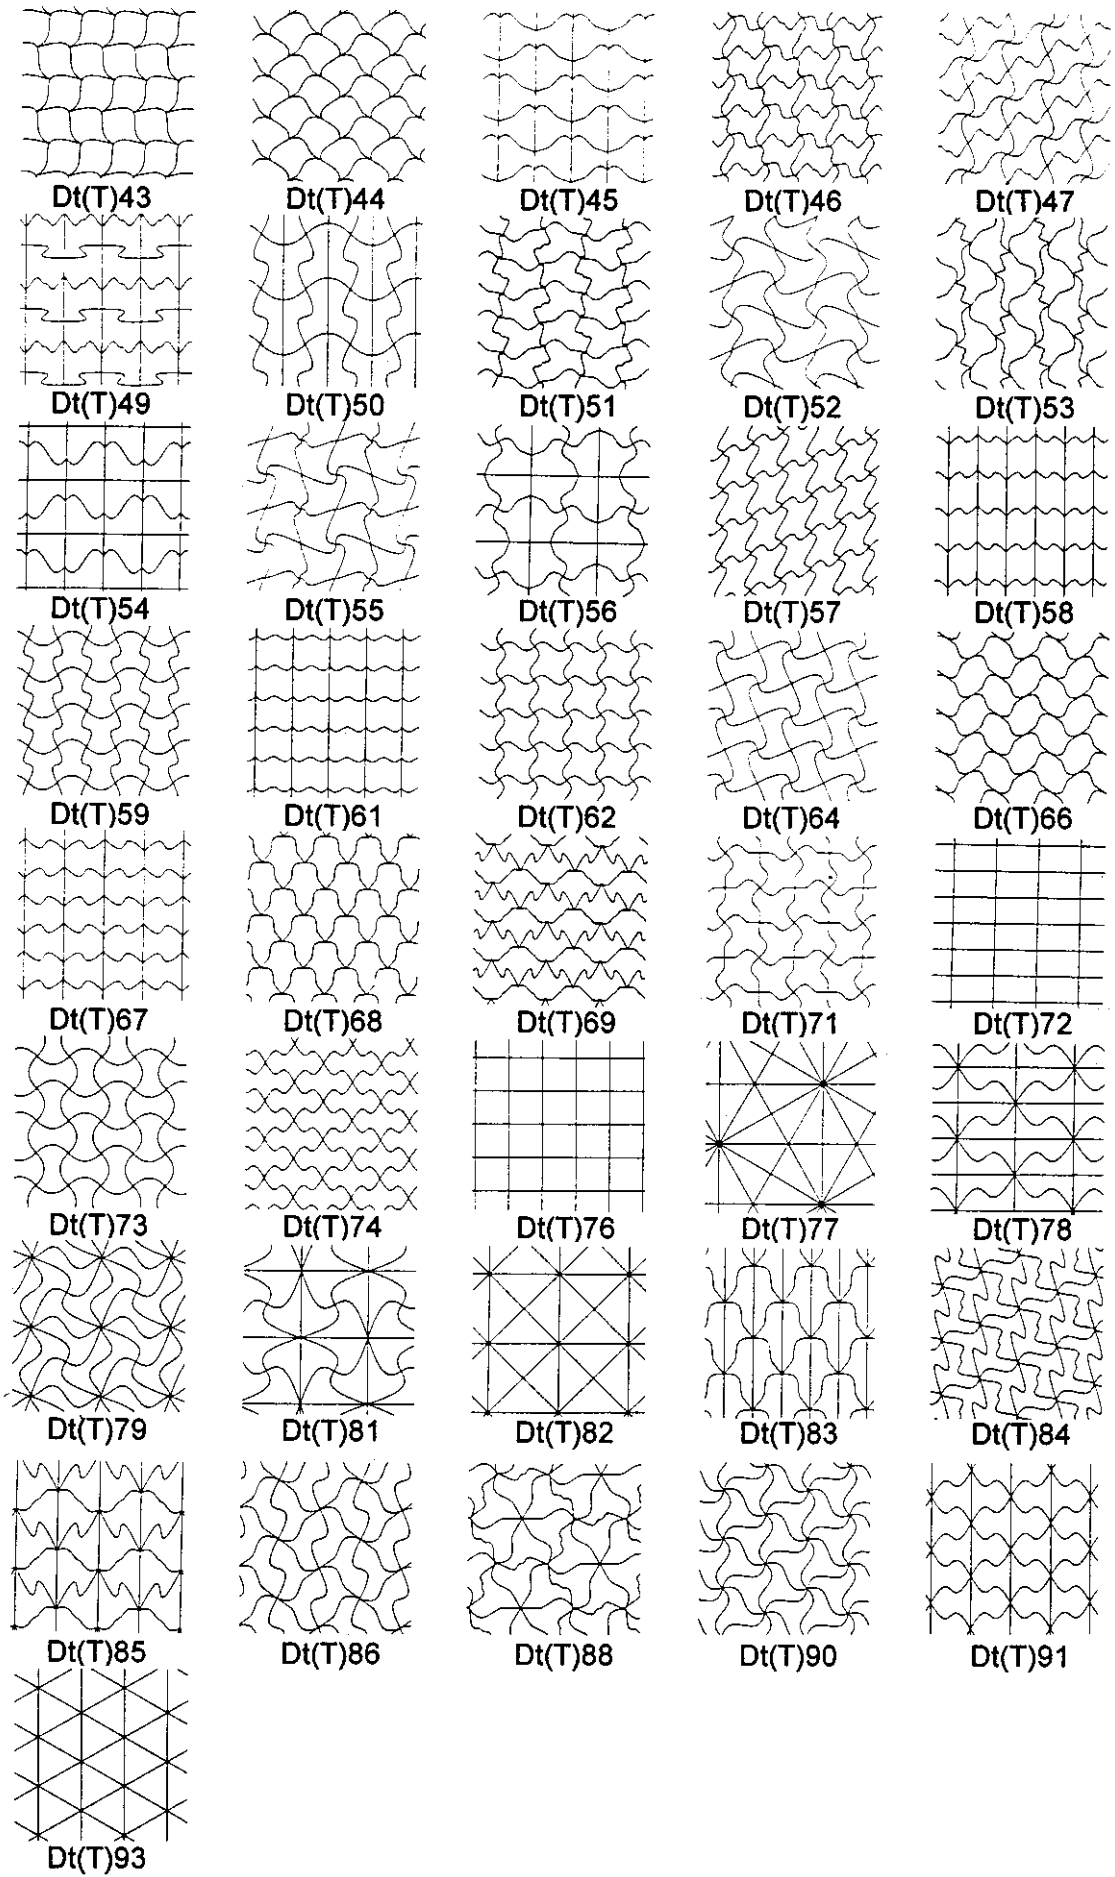 Dt(T)43 Dt(T)44 Dt(T)45 Dt(T)46 Dt(T)47
Dt(T)49 Dt(T)50 Dt(T)51 Dt(T)52 Dt(T)53
Dt(T)54 Dt(T)55 Dt(T)56 Dt(T)57 Dt(T)58
Dt(T)59 Dt(T)61 Dt(T)62 Dt(T)64 Dt(T)66
Dt(T)67 Dt(T)68 Dt(T)69 Dt(T)71 Dt(T)72
Dt(T)73 Dt(T)74 Dt(T)76 Dt(T)77 Dt(T)78
Dt(T)79 Dt(T)81 Dt(T)82 Dt(T)83 Dt(T)84
Dt(T)85 Dt(T)86 Dt(T)88 Dt(T)90 Dt(T)91
Dt(T)93